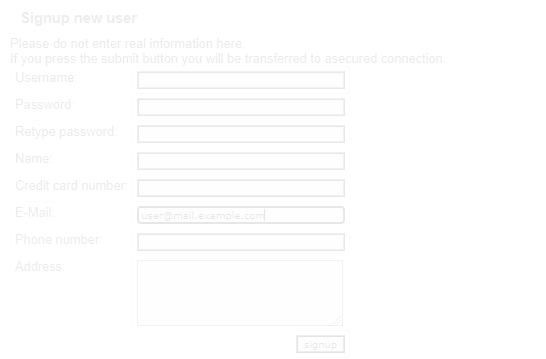 Signup new user
Please do not enter real information here.
If you press the submit button you will be transferred to asecured connection.
Username:
Password:
Retype password:
Name:
Credit card number:
E-Mail: user@mail.example.com
Phone number:
Address:
signup